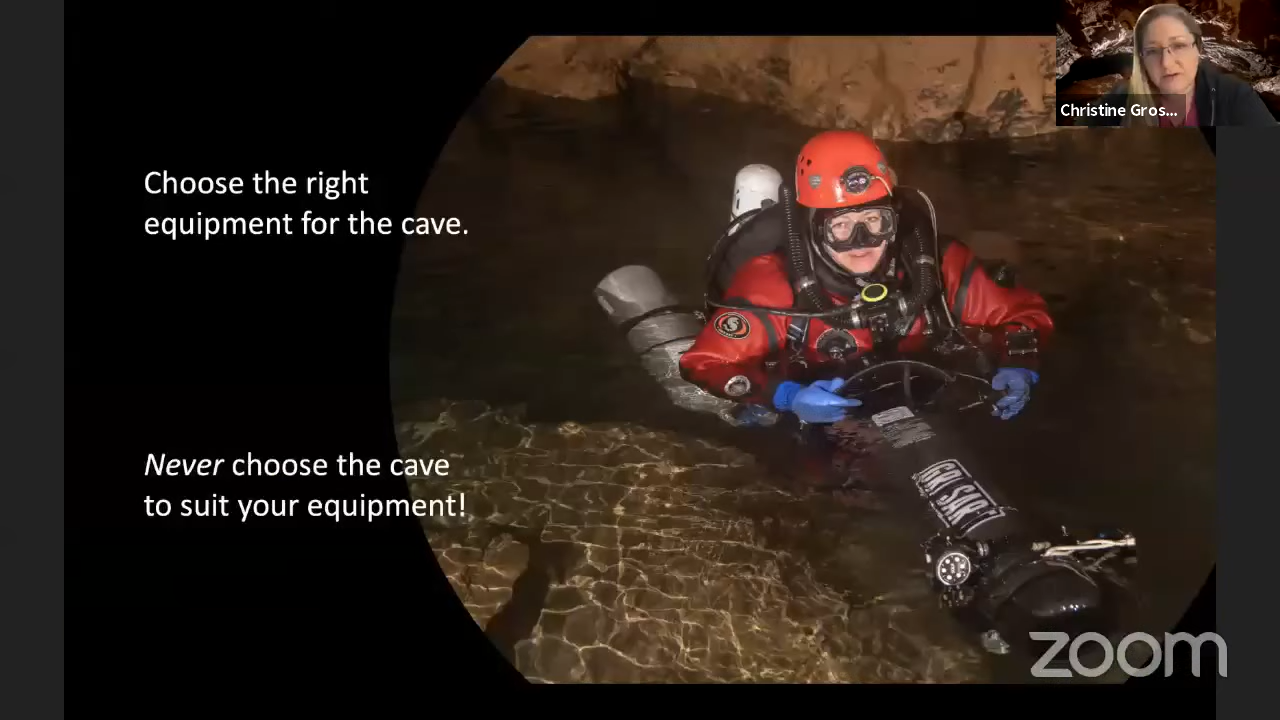 Christine Gros...
Choose the right
equipment for the cave.
Never choose the cave
to suit your equipment!
zoom